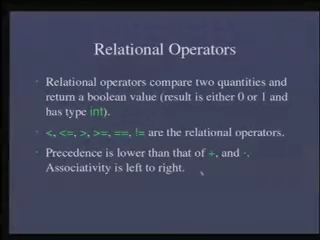 Relational Operators
• Relational operators compare two quantities and
return a boolean value (result is either 0 or 1 and
has type int).
• <, <=, >, >=, ==, != are the relational operators.
• Precedence is lower than that of +, and -.
Associativity is left to right.